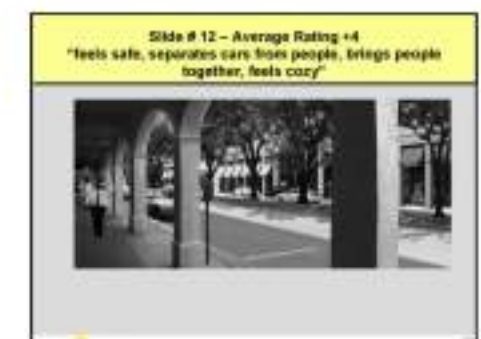 Slide # 12 – Average Rating +4
"feels safe, separates cars from people, brings people
together, feels cozy"